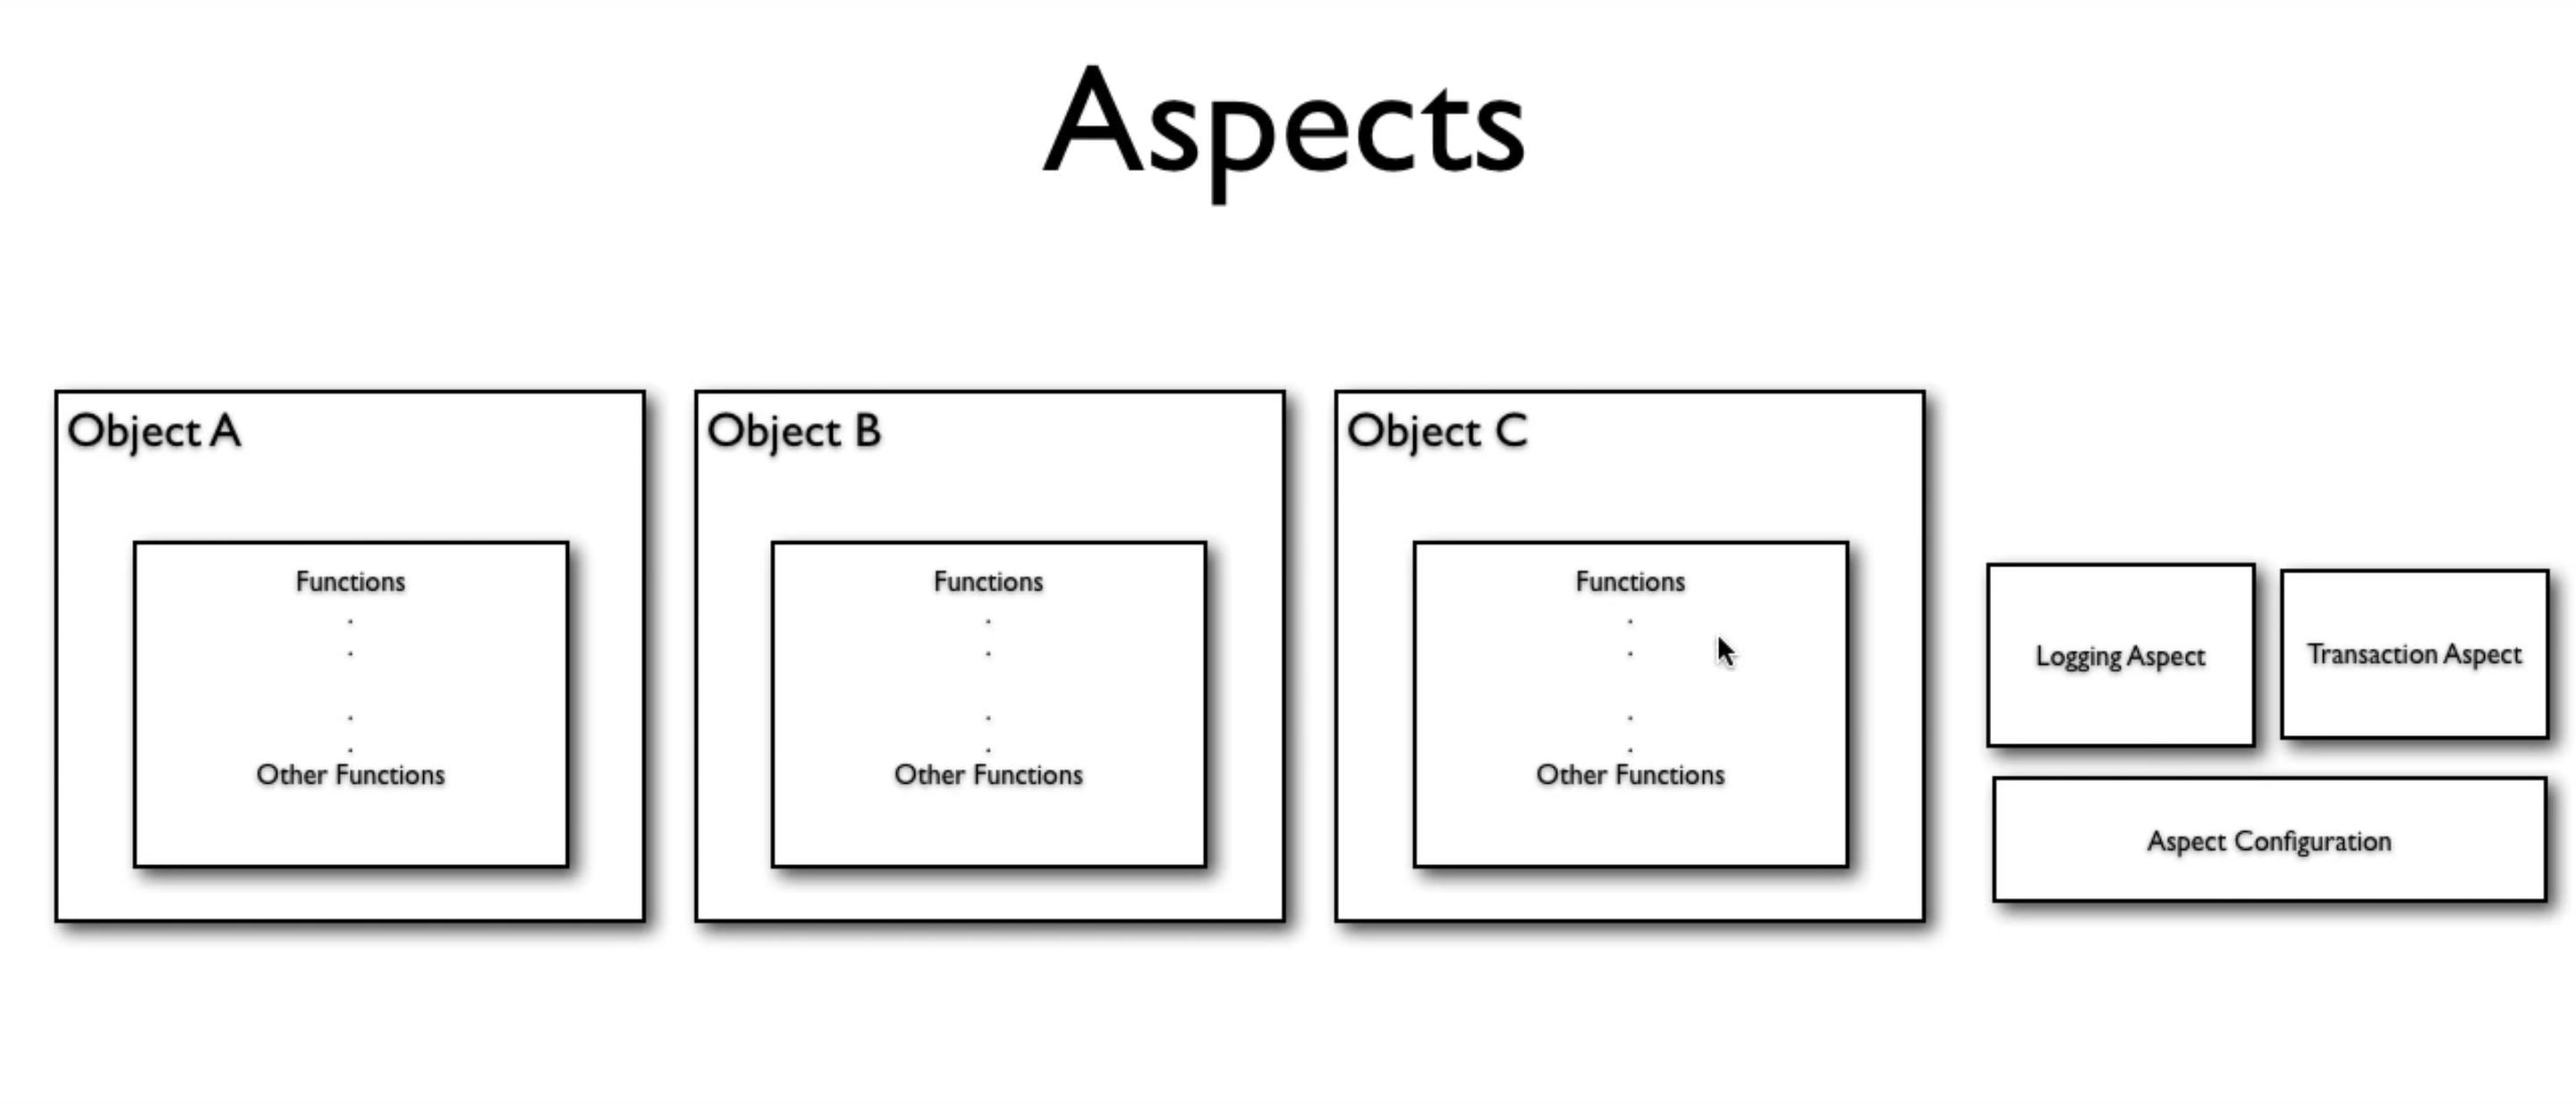 Aspects
Object A
Functions
.
.
.
.
Other Functions
Object B
Functions
.
.
.
.
Other Functions
Object C
Functions
.
.
.
.
Other Functions
Logging Aspect
Transaction Aspect
Aspect Configuration